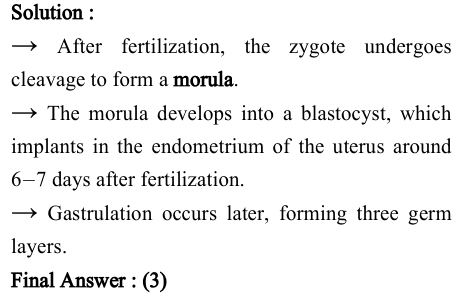 Solution :
→ After fertilization, the zygote undergoes
cleavage to form a morula.
→ The morula develops into a blastocyst, which
implants in the endometrium of the uterus around
6–7 days after fertilization.
→ Gastrulation occurs later, forming three germ
layers.
Final Answer : (3)